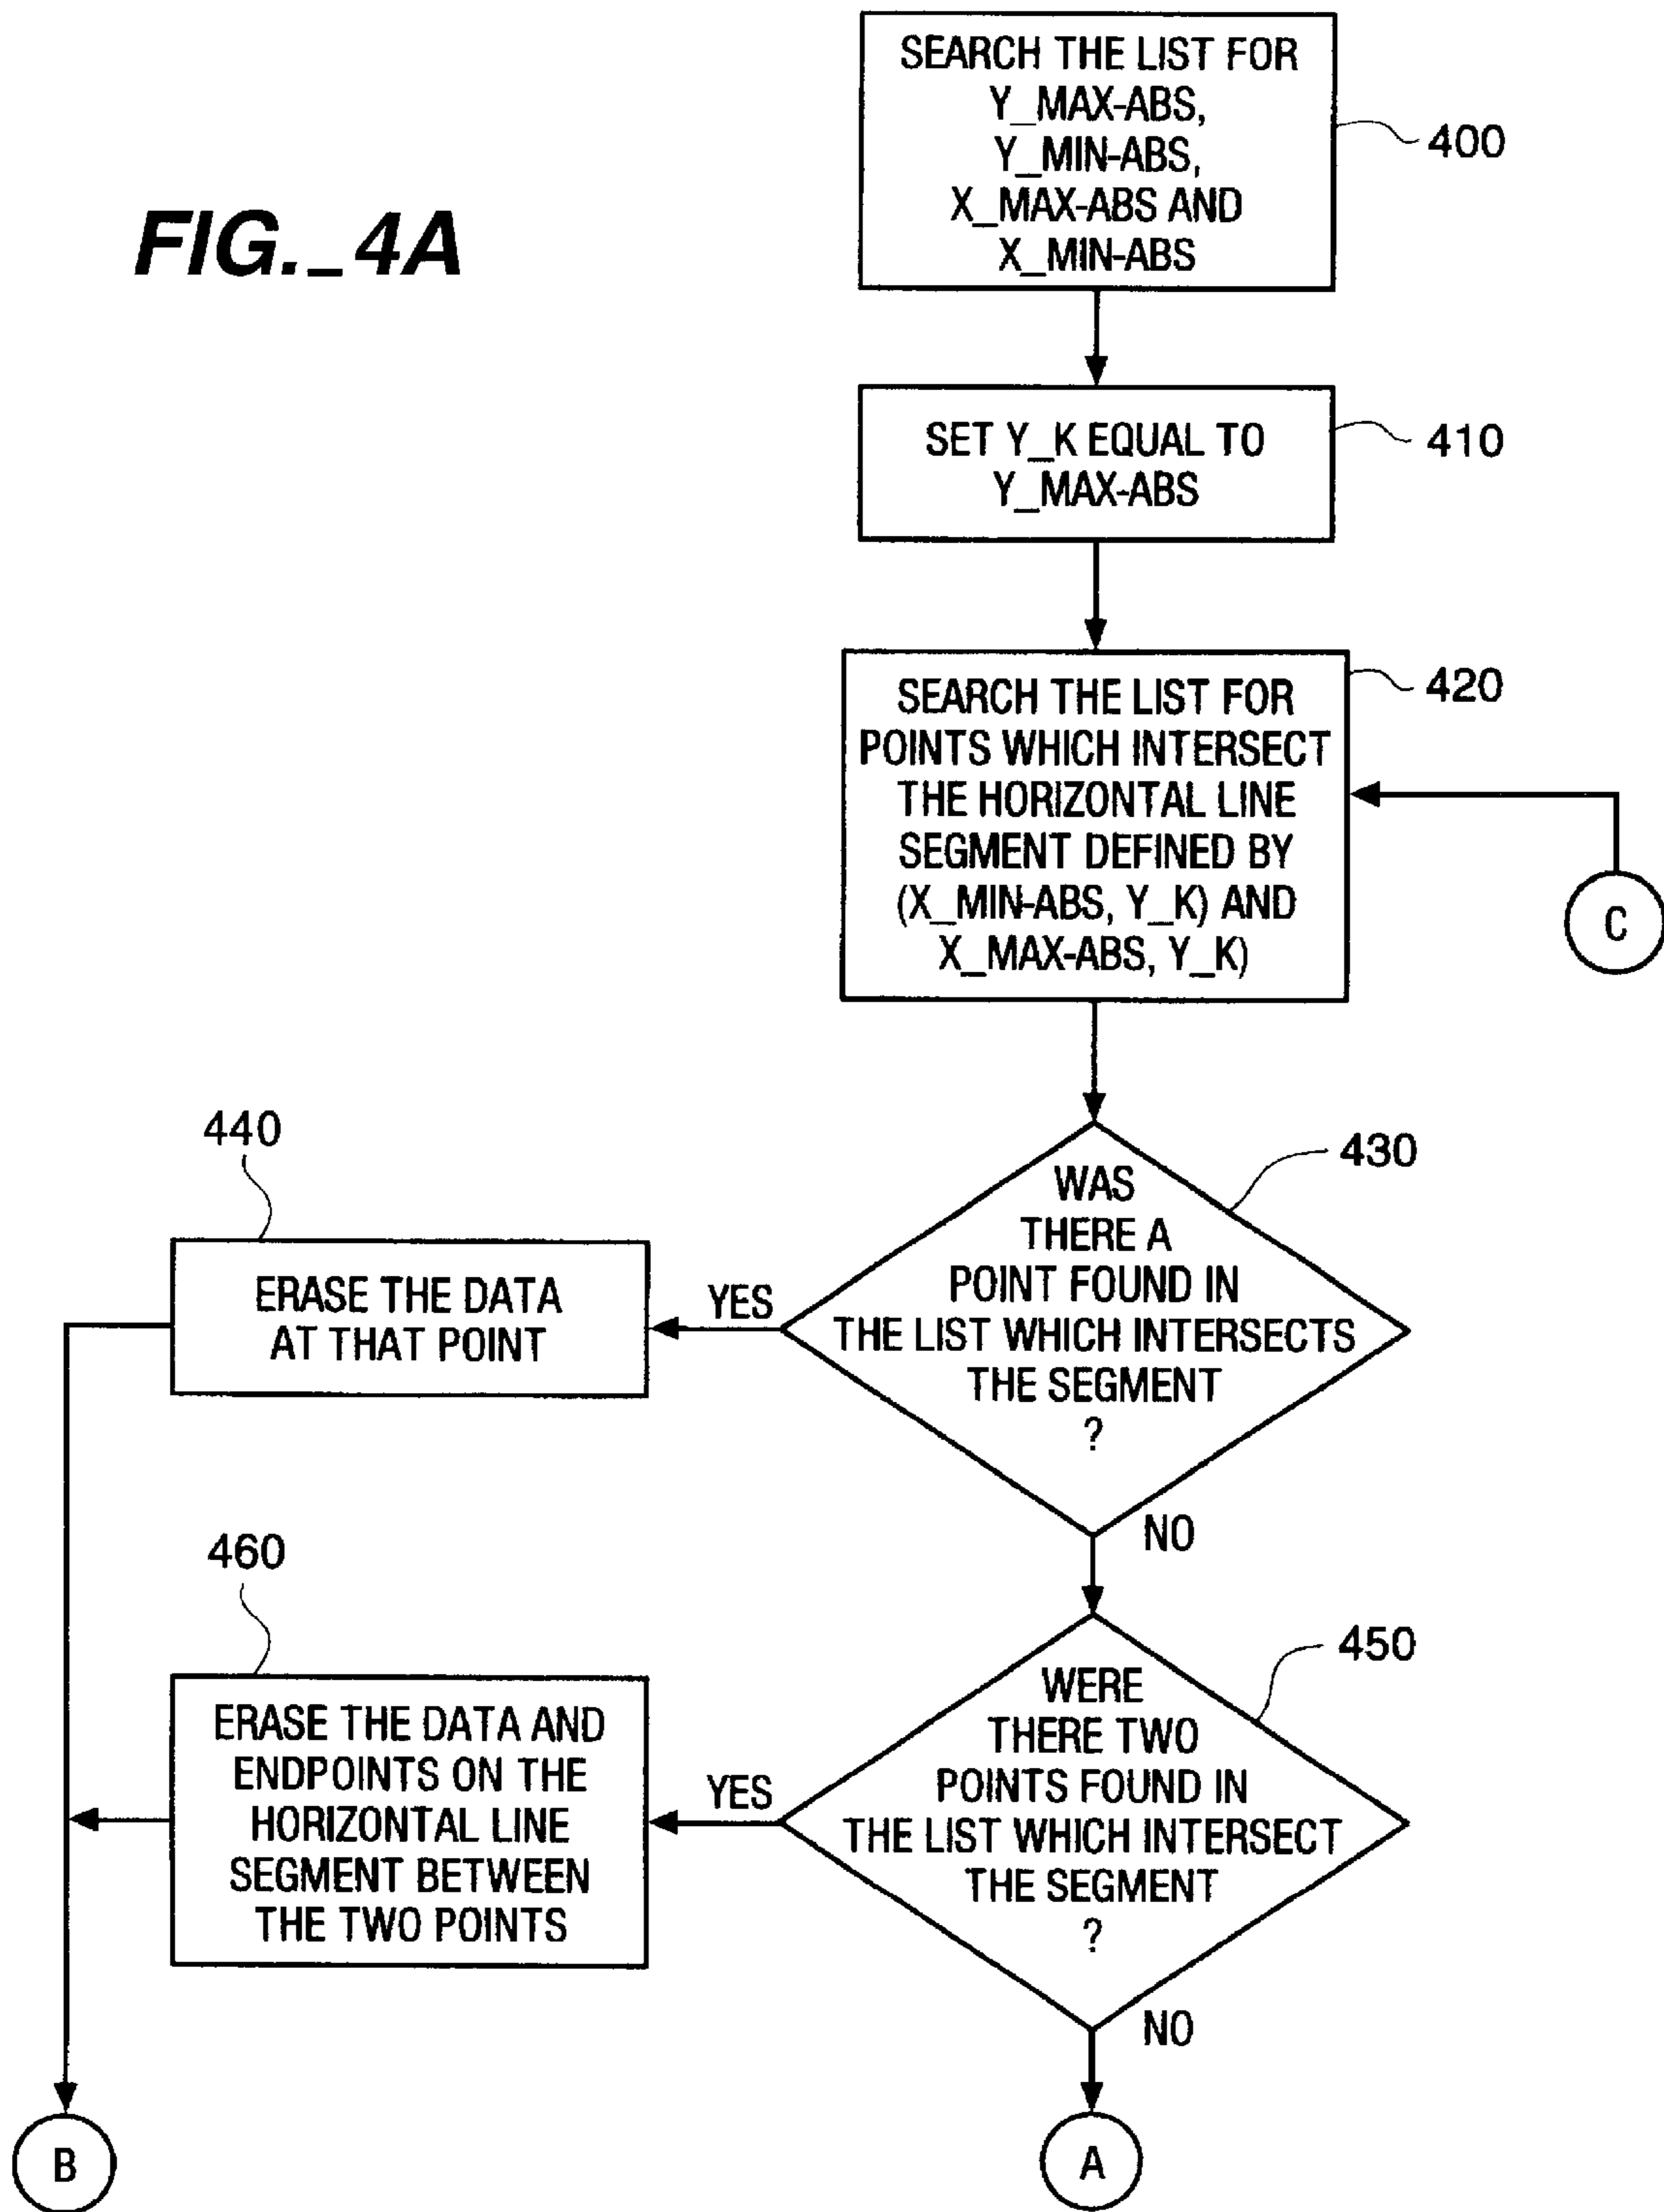 FIG._4A
SEARCH THE LIST FOR
Y_MAX-ABS,
Y_MIN-ABS,
X_MAX-ABS AND
X_MIN-ABS
400
SET Y_K EQUAL TO
Y_MAX-ABS
410
SEARCH THE LIST FOR
POINTS WHICH INTERSECT
THE HORIZONTAL LINE
SEGMENT DEFINED BY
(X_MIN-ABS, Y_K) AND
X_MAX-ABS, Y_K)
420
C
WAS
THERE A
POINT FOUND IN
THE LIST WHICH INTERSECTS
THE SEGMENT
?
430
YES
440
ERASE THE DATA
AT THAT POINT
NO
WERE
THERE TWO
POINTS FOUND IN
THE LIST WHICH INTERSECT
THE SEGMENT
?
450
YES
460
ERASE THE DATA AND
ENDPOINTS ON THE
HORIZONTAL LINE
SEGMENT BETWEEN
THE TWO POINTS
NO
B
A